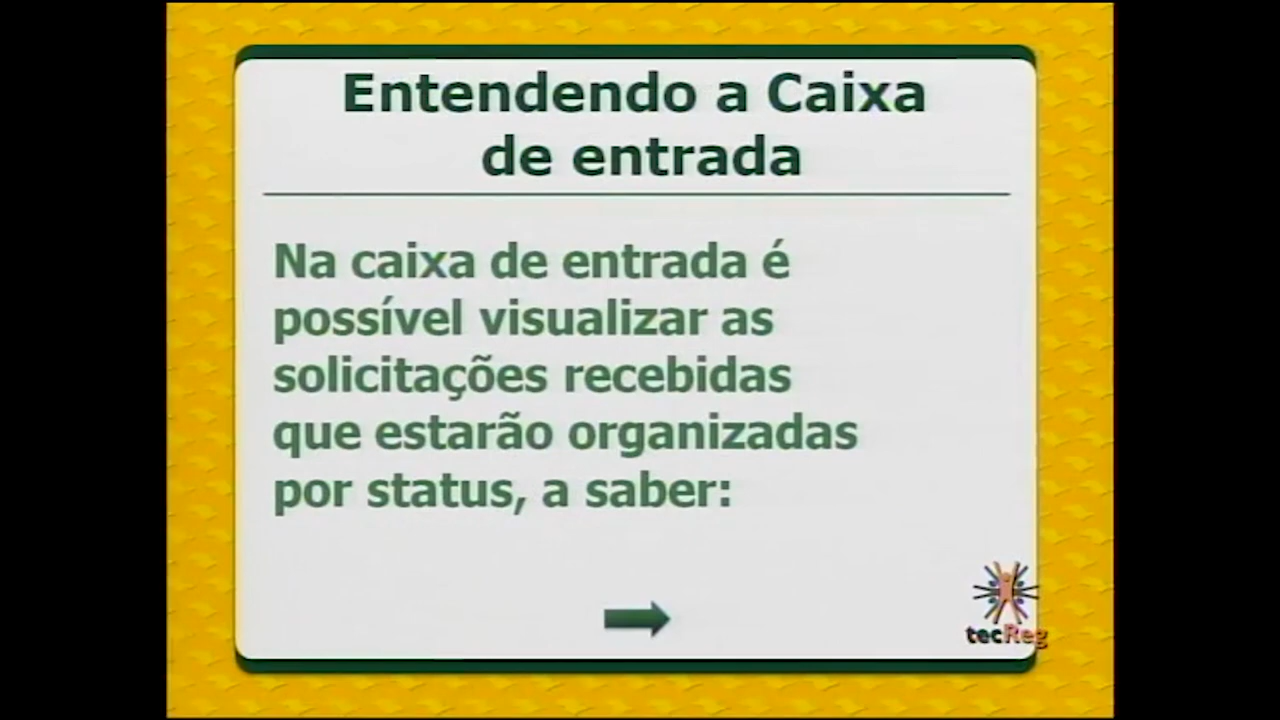 Entendendo a Caixa
de entrada
Na caixa de entrada é
possível visualizar as
solicitações recebidas
que estarão organizadas
por status, a saber:
tecReg